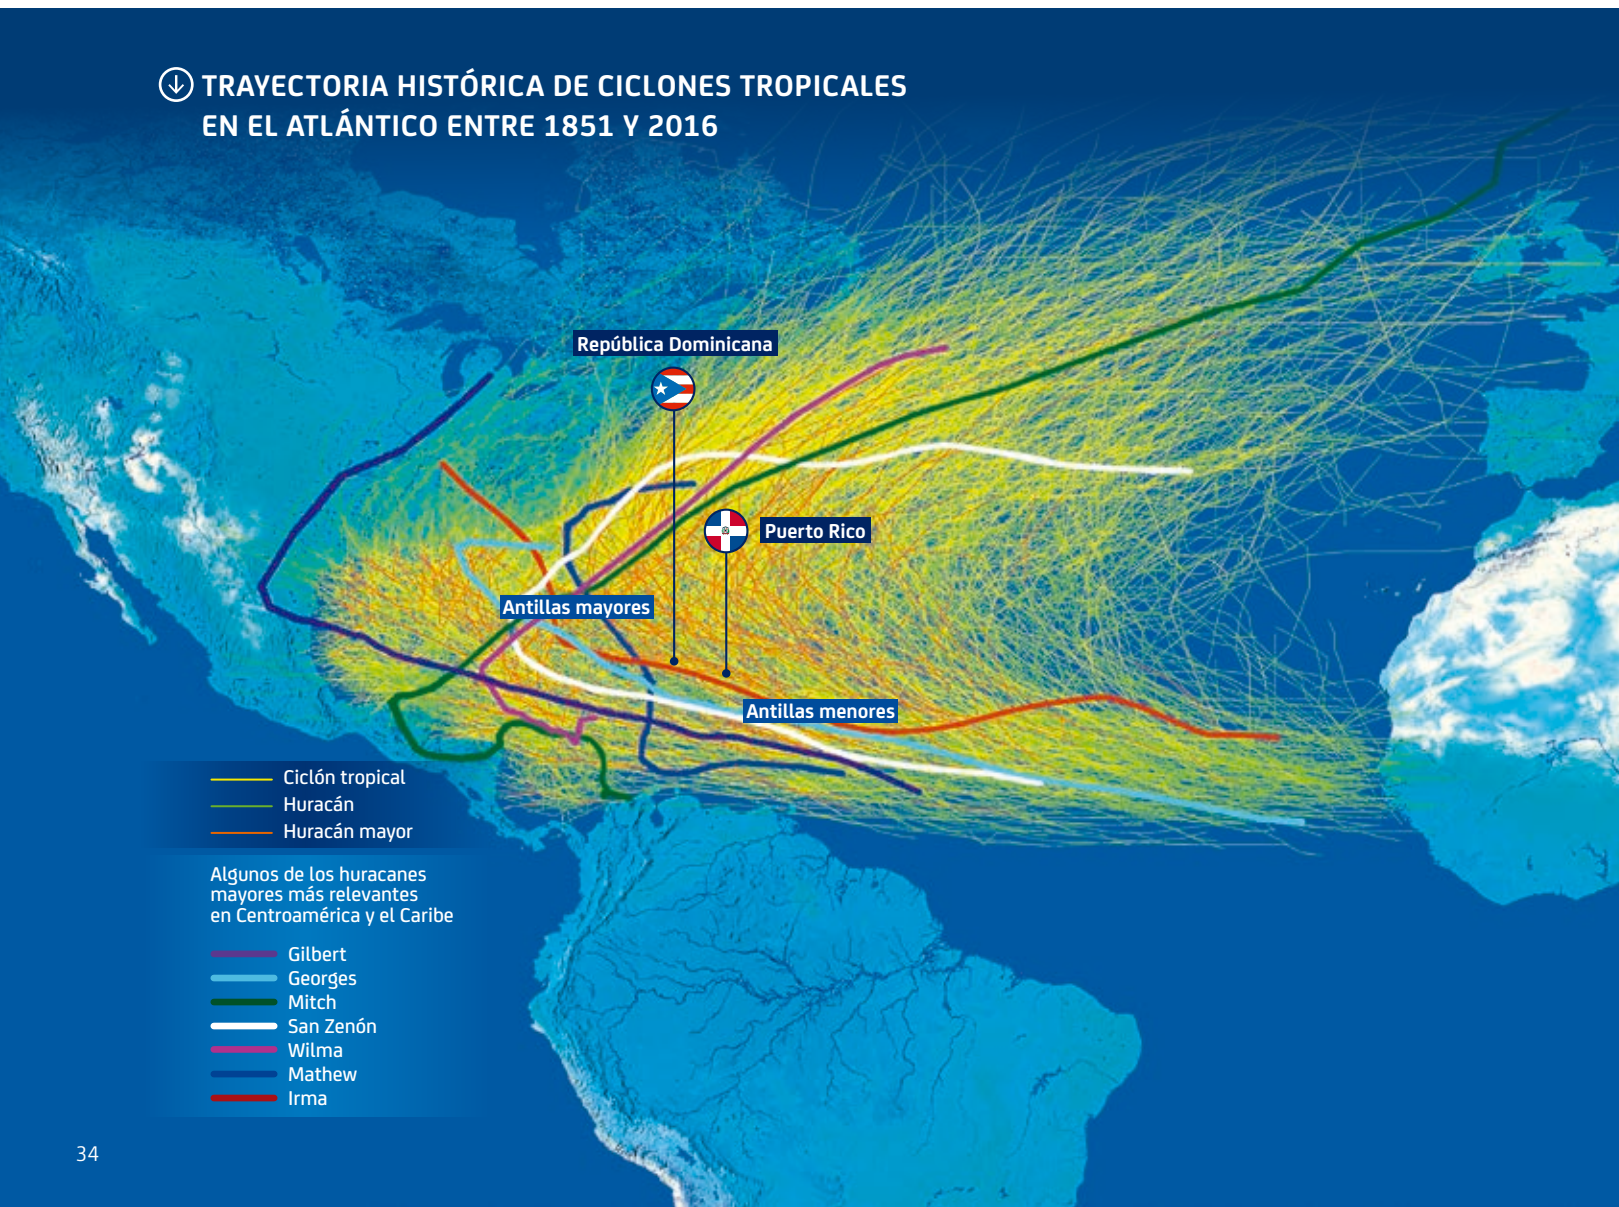 TRAYECTORIA HISTÓRICA DE CICLONES TROPICALES
EN EL ATLÁNTICO ENTRE 1851 Y 2016
República Dominicana
Puerto Rico
Antillas mayores
Antillas menores
Ciclón tropical
Huracán
Huracán mayor
Algunos de los huracanes
mayores más relevantes
en Centroamérica y el Caribe
Gilbert
Georges
Mitch
San Zenón
Wilma
Mathew
Irma
34